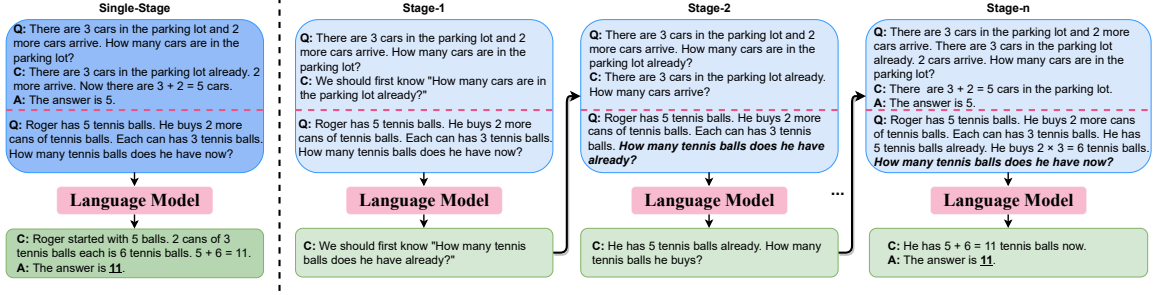 Single-Stage
Q: There are 3 cars in the parking lot and 2
more cars arrive. How many cars are in the
parking lot?
C: There are 3 cars in the parking lot already. 2
more arrive. Now there are 3 + 2 = 5 cars.
A: The answer is 5.
Q: Roger has 5 tennis balls. He buys 2 more
cans of tennis balls. Each can has 3 tennis balls.
How many tennis balls does he have now?
Language Model
C: Roger started with 5 balls. 2 cans of 3
tennis balls each is 6 tennis balls. 5 + 6 = 11.
A: The answer is 11.
Stage-1
Q: There are 3 cars in the parking lot and 2
more cars arrive. How many cars are in the
parking lot?
C: We should first know "How many cars are in
the parking lot already?"
Q: Roger has 5 tennis balls. He buys 2 more
cans of tennis balls. Each can has 3 tennis balls.
How many tennis balls does he have now?
Language Model
C: We should first know "How many tennis
balls does he have already?"
Stage-2
Q: There are 3 cars in the parking lot and 2
more cars arrive. How many cars are in the
parking lot already?
C: There are 3 cars in the parking lot already.
How many cars arrive?
Q: Roger has 5 tennis balls. He buys 2 more
cans of tennis balls. Each can has 3 tennis
balls. How many tennis balls does he have
already?
Language Model
C: He has 5 tennis balls already. How many
tennis balls he buys?
...
Stage-n
Q: There are 3 cars in the parking lot and 2 more
cars arrive. There are 3 cars in the parking lot
already. 2 cars arrive. How many cars are in the
parking lot?
C: There are 3 + 2 = 5 cars in the parking lot.
A: The answer is 5.
Q: Roger has 5 tennis balls. He buys 2 more cans
of tennis balls. Each can has 3 tennis balls. He has
5 tennis balls already. He buys 2 × 3 = 6 tennis balls.
How many tennis balls does he have now?
Language Model
C: He has 5 + 6 = 11 tennis balls now.
A: The answer is 11.